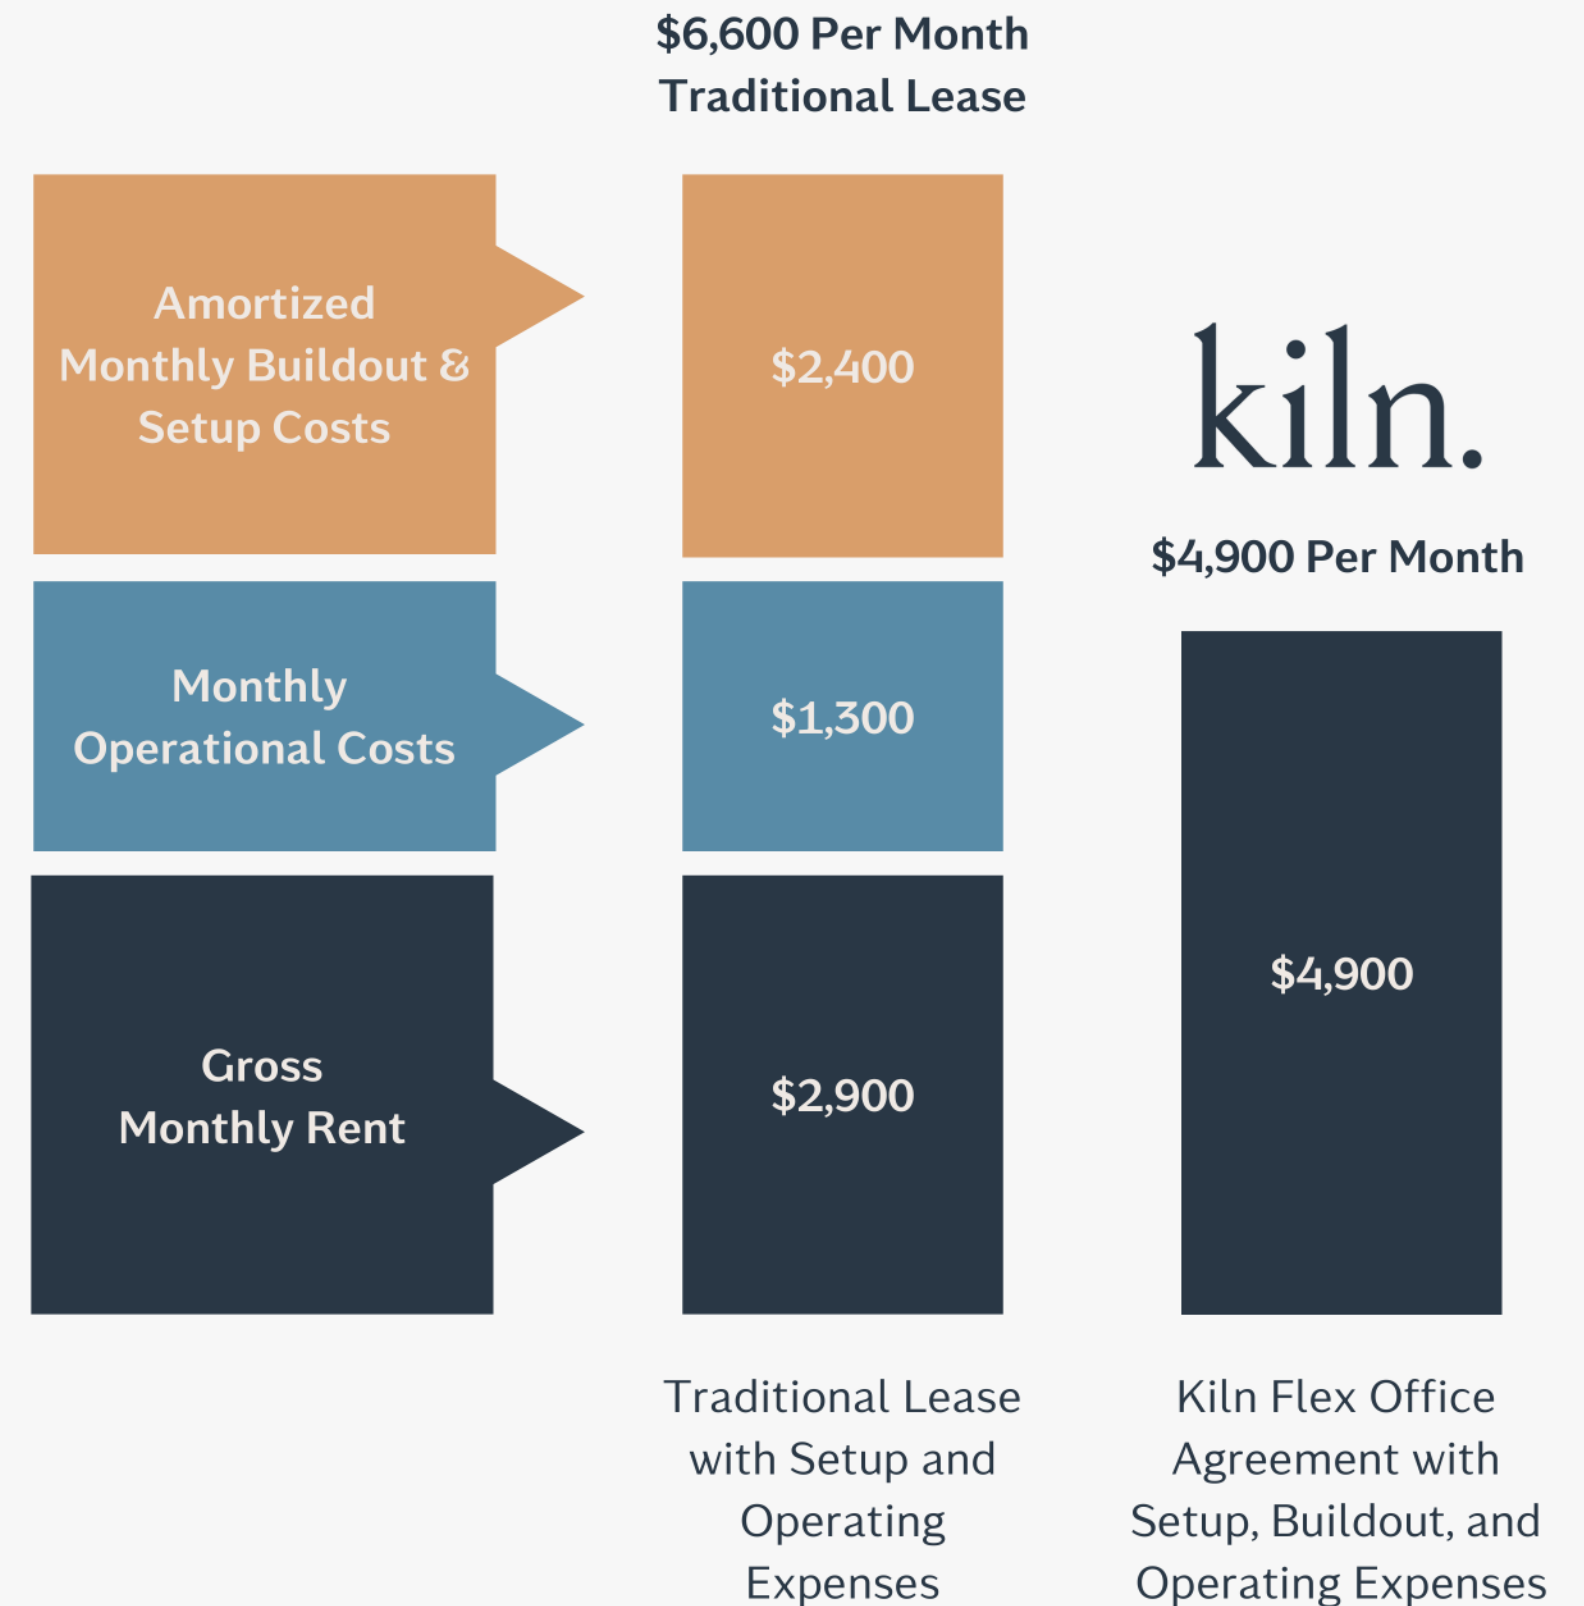 $6,600 Per Month
Traditional Lease
Amortized
Monthly Buildout &
Setup Costs
$2,400
kiln.
$4,900 Per Month
Monthly
Operational Costs
$1,300
Gross
Monthly Rent
$2,900
$4,900
Traditional Lease
with Setup and
Operating
Expenses
Kiln Flex Office
Agreement with
Setup, Buildout, and
Operating Expenses